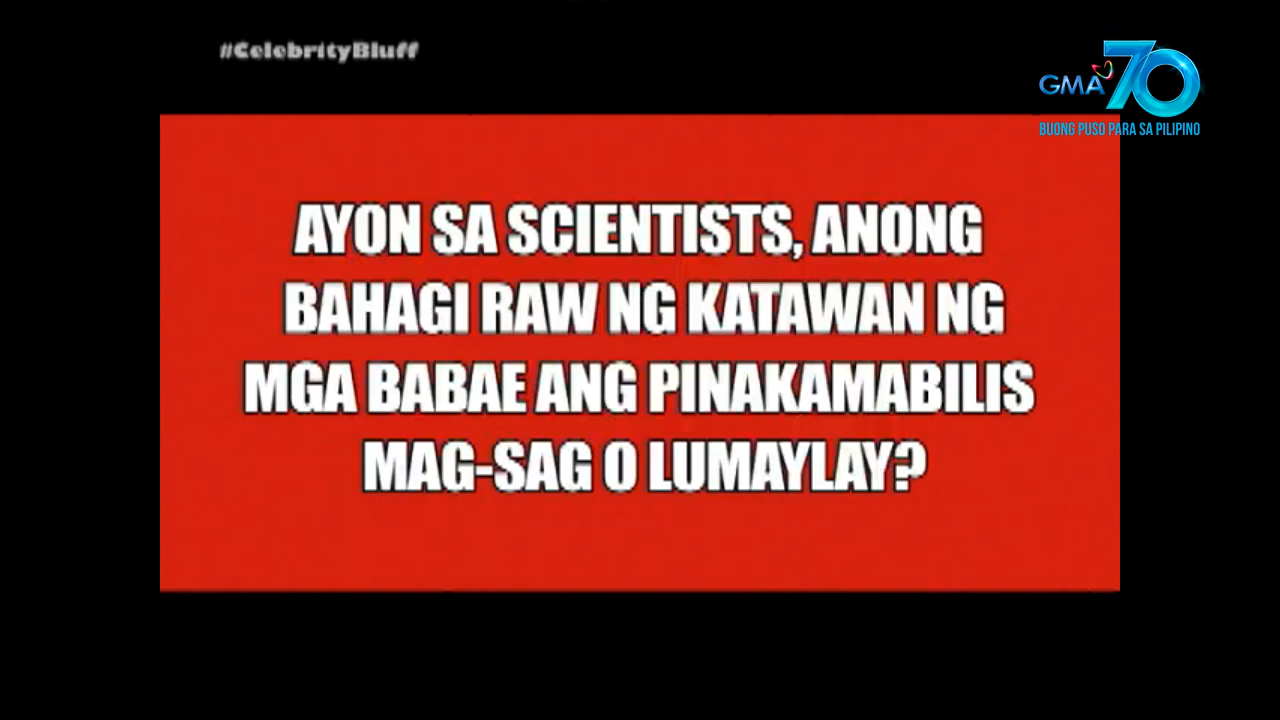 #CelebrityBluff
GMA 70
BUONG PUSO PARA SA PILIPINO
AYON SA SCIENTISTS, ANONG
BAHAGI RAW NG KATAWAN NG
MGA BABAE ANG PINAKAMABILIS
MAG-SAG O LUMAYLAY?